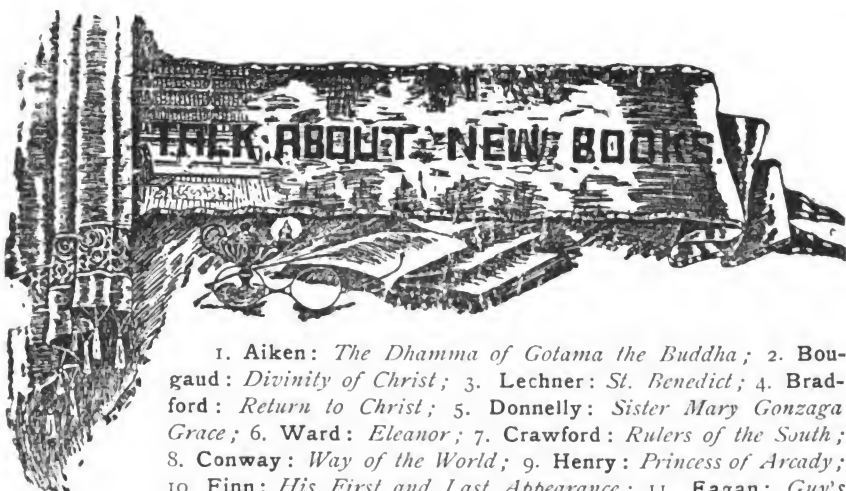 TALK ABOUT NEW BOOKS.
1. Aiken: The Dhamma of Gotama the Buddha; 2. Bou-
gaud: Divinity of Christ; 3. Lechner: St. Benedict; 4. Brad-
ford: Return to Christ; 5. Donnelly: Sister Mary Gonzaga
Grace; 6. Ward: Eleanor; 7. Crawford: Rulers of the South;
8. Conway: Way of the World; 9. Henry: Princess of Arcady;
10. Finn: His First and Last Appearance; 11. Eagan: Guy's